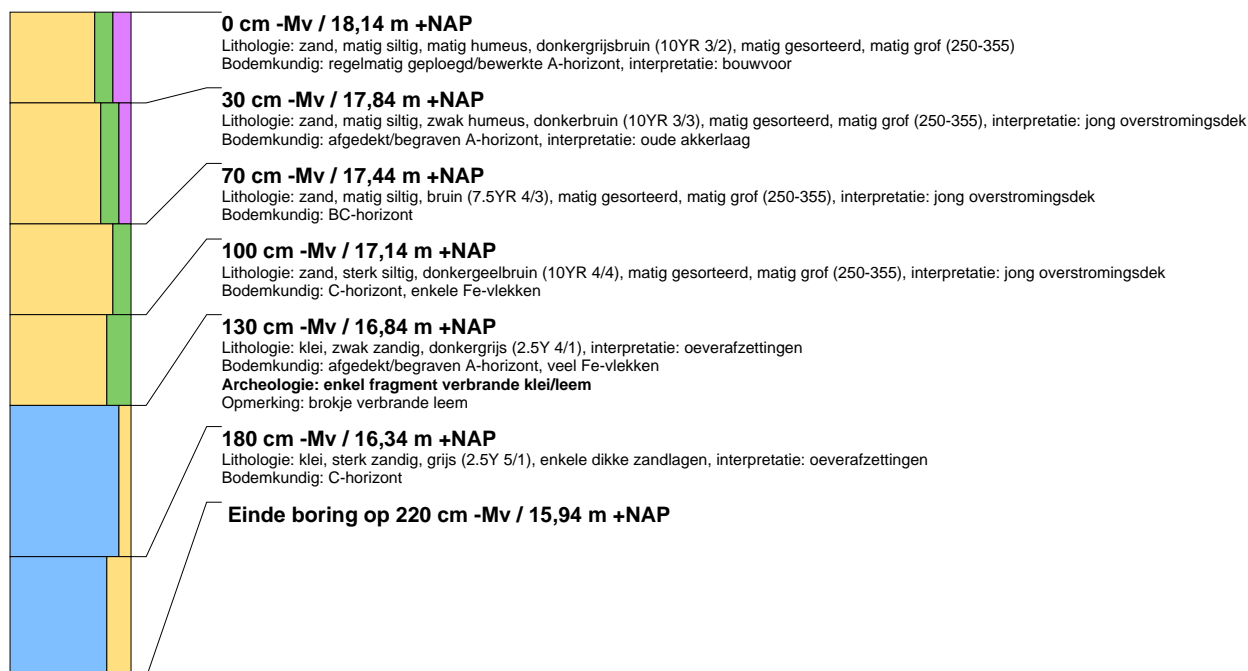 0 cm -Mv / 18,14 m +NAP
Lithologie: zand, matig siltig, matig humeus, donkergrijsbruin (10YR 3/2), matig gesorteerd, matig grof (250-355)
Bodemkundig: regelmatig geploegd/bewerkte A-horizont, interpretatie: bouwvoor
30 cm -Mv / 17,84 m +NAP
Lithologie: zand, matig siltig, zwak humeus, donkerbruin (10YR 3/3), matig gesorteerd, matig grof (250-355), interpretatie: jong overstromingsdek
Bodemkundig: afgedekt/begraven A-horizont, interpretatie: oude akkerlaag
70 cm -Mv / 17,44 m +NAP
Lithologie: zand, matig siltig, bruin (7.5YR 4/3), matig gesorteerd, matig grof (250-355), interpretatie: jong overstromingsdek
Bodemkundig: BC-horizont
100 cm -Mv / 17,14 m +NAP
Lithologie: zand, sterk siltig, donkergeelbruin (10YR 4/4), matig gesorteerd, matig grof (250-355), interpretatie: jong overstromingsdek
Bodemkundig: C-horizont, enkele Fe-vlekken
130 cm -Mv / 16,84 m +NAP
Lithologie: klei, zwak zandig, donkergrijs (2.5Y 4/1), interpretatie: oeverafzettingen
Bodemkundig: afgedekt/begraven A-horizont, veel Fe-vlekken
Archeologie: enkel fragment verbrande klei/leem
Opmerking: brokje verbrande leem
180 cm -Mv / 16,34 m +NAP
Lithologie: klei, sterk zandig, grijs (2.5Y 5/1), enkele dikke zandlagen, interpretatie: oeverafzettingen
Bodemkundig: C-horizont
Einde boring op 220 cm -Mv / 15,94 m +NAP